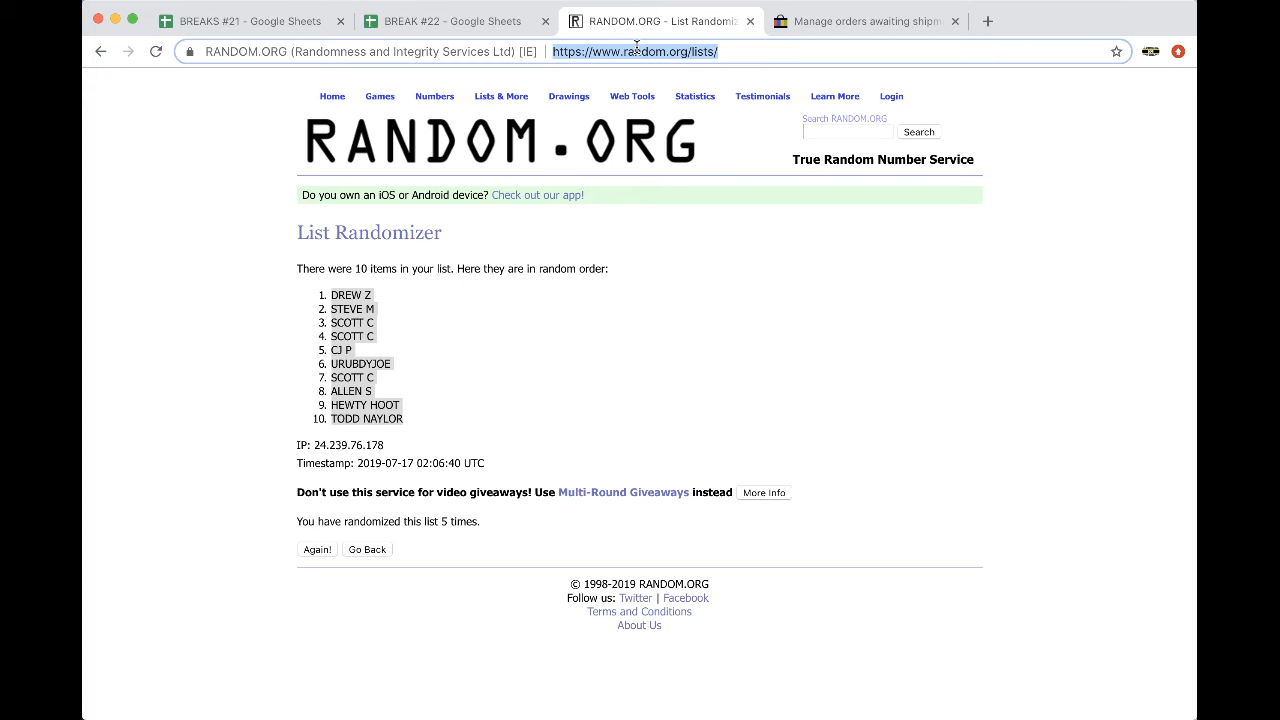 BREAKS #21 - Google Sheets
BREAK #22 - Google Sheets
RANDOM.ORG - List Randomiz
Manage orders awaiting shipm
RANDOM.ORG (Randomness and Integrity Services Ltd) [IE] | https://www.random.org/lists/
Home Games Numbers Lists & More Drawings Web Tools Statistics Testimonials Learn More Login
RANDOM.ORG
Search RANDOM.ORG
Search
True Random Number Service
Do you own an iOS or Android device? Check out our app!
List Randomizer
There were 10 items in your list. Here they are in random order:
1. DREW Z
2. STEVE M
3. SCOTT C
4. SCOTT C
5. CJ P
6. URUBDYJOE
7. SCOTT C
8. ALLEN S
9. HEWTY HOOT
10. TODD NAYLOR
IP: 24.239.76.178
Timestamp: 2019-07-17 02:06:40 UTC
Don't use this service for video giveaways! Use Multi-Round Giveaways instead More Info
You have randomized this list 5 times.
Again! Go Back
© 1998-2019 RANDOM.ORG
Follow us: Twitter | Facebook
Terms and Conditions
About Us